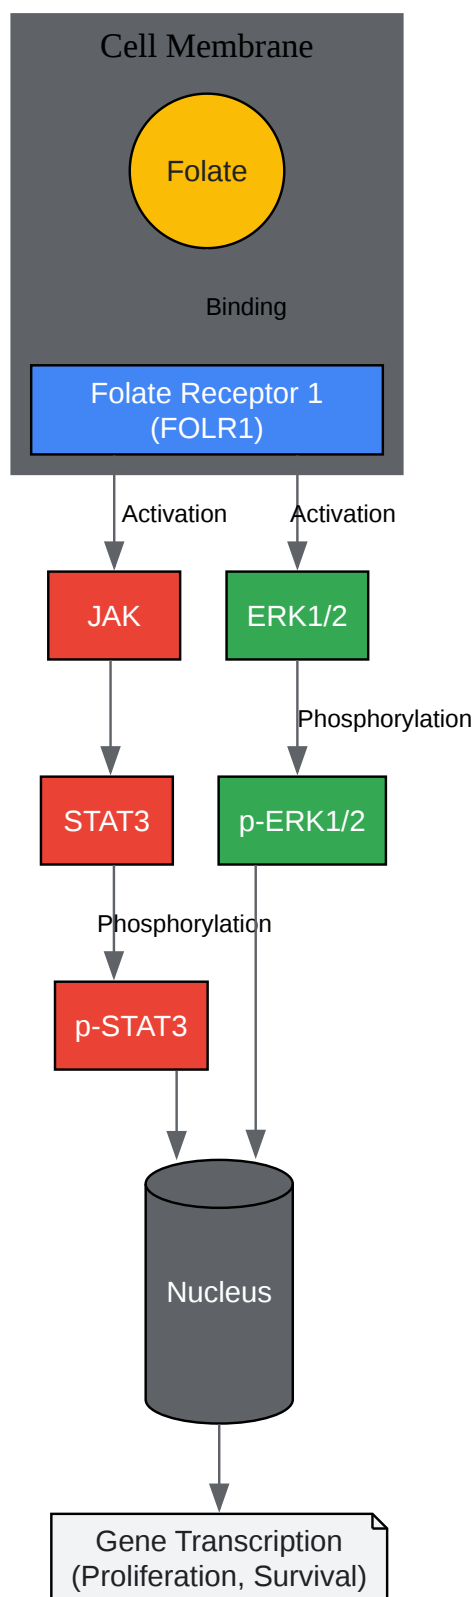 Cell Membrane
Folate
Binding
Folate Receptor 1
(FOLR1)
Activation
Activation
JAK
ERK1/2
Phosphorylation
STAT3
p-ERK1/2
Phosphorylation
p-STAT3
Nucleus
Gene Transcription
(Proliferation, Survival)